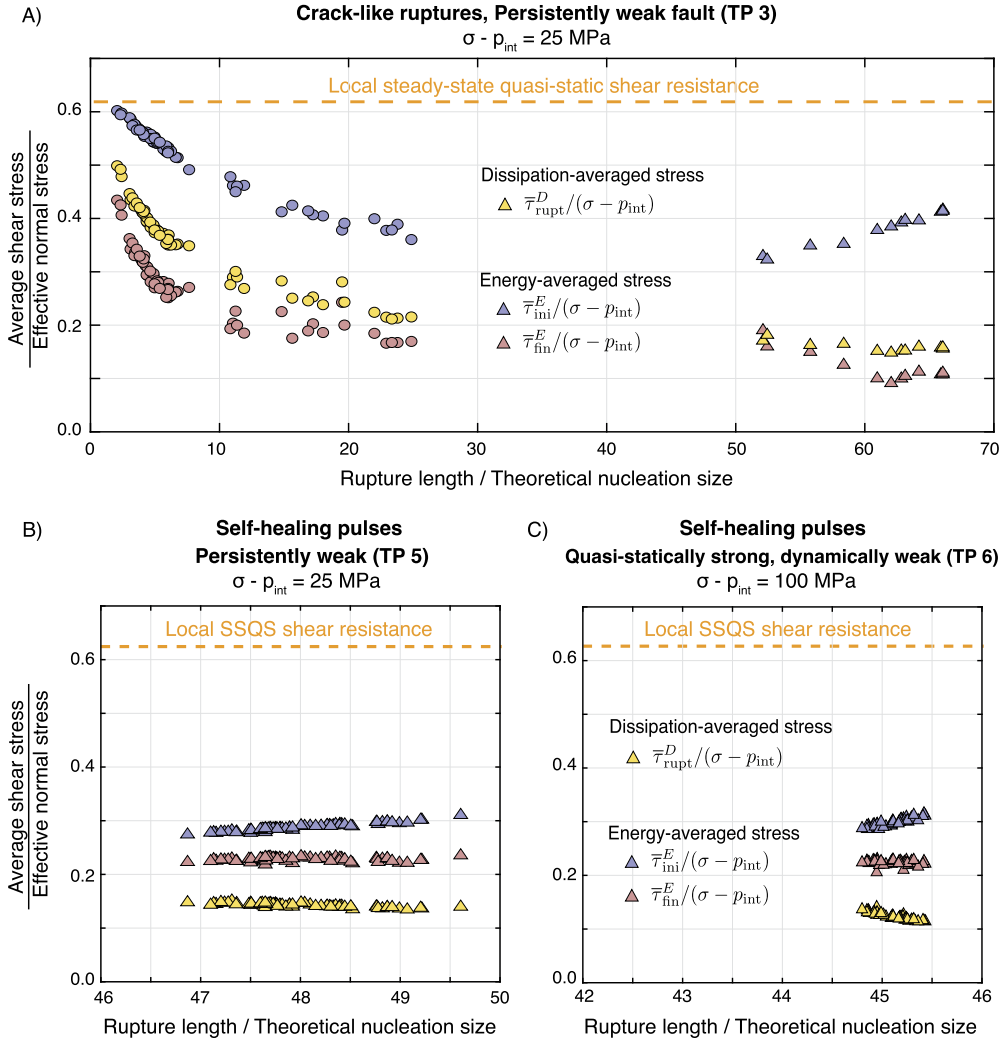 A)
Crack-like ruptures, Persistently weak fault (TP 3)
σ - p_int = 25 MPa
Local steady-state quasi-static shear resistance
Average shear stress
Effective normal stress
0.6
0.4
0.2
0.0
Dissipation-averaged stress
τ̅^D_rupt/(σ − p_int)
Energy-averaged stress
τ̅^E_ini/(σ − p_int)
τ̅^E_fin/(σ − p_int)
0 10 20 30 40 50 60 70
Rupture length / Theoretical nucleation size
B)
Self-healing pulses
Persistently weak (TP 5)
σ - p_int = 25 MPa
Local SSQS shear resistance
Average shear stress
Effective normal stress
0.6
0.4
0.2
0.0
46 47 48 49 50
Rupture length / Theoretical nucleation size
C)
Self-healing pulses
Quasi-statically strong, dynamically weak (TP 6)
σ - p_int = 100 MPa
Local SSQS shear resistance
0.6
0.4
0.2
0.0
Dissipation-averaged stress
τ̅^D_rupt/(σ − p_int)
Energy-averaged stress
τ̅^E_ini/(σ − p_int)
τ̅^E_fin/(σ − p_int)
42 43 44 45 46
Rupture length / Theoretical nucleation size